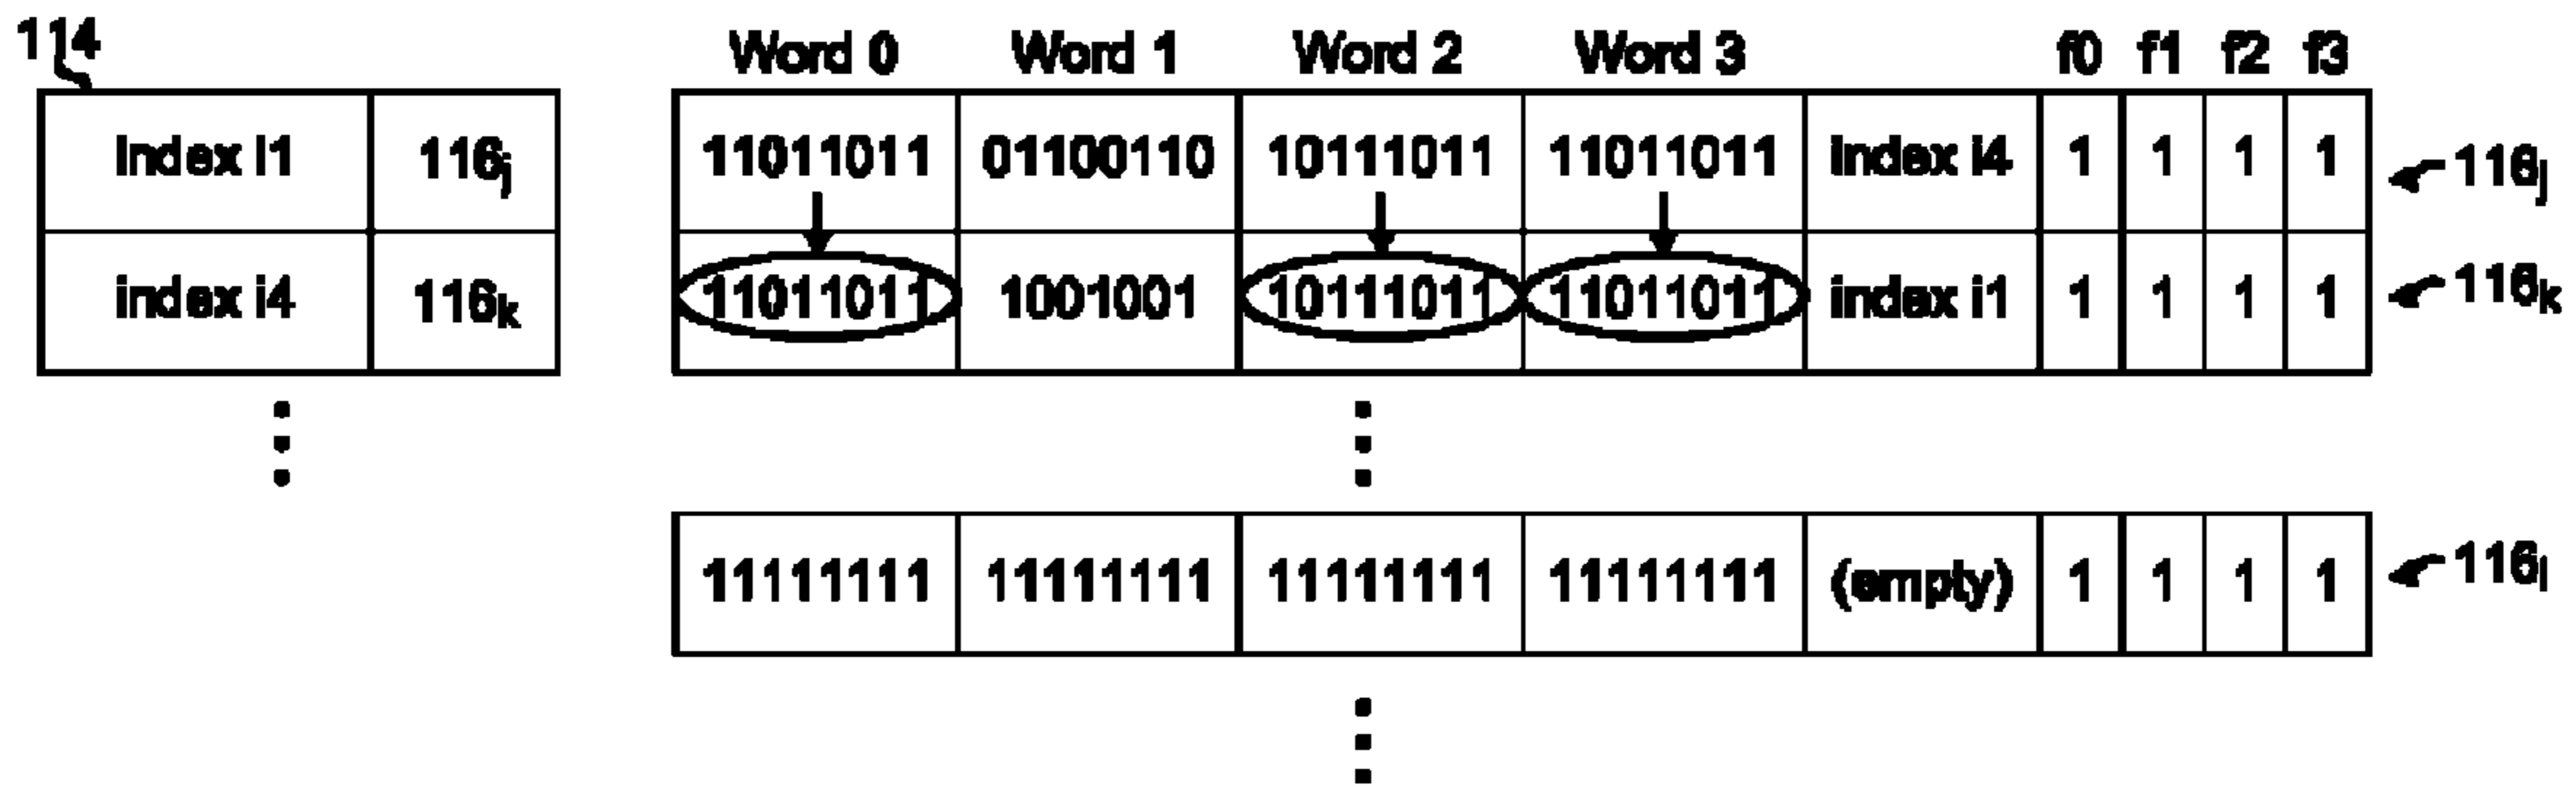 114
Word 0 Word 1 Word 2 Word 3 f0 f1 f2 f3
index i1 116j 11011011 01100110 10111011 11011011 index i4 1 1 1 1 116j
index i4 116k 11011011 1001001 10111011 11011011 index i1 1 1 1 1 116k
11111111 11111111 11111111 11111111 (empty) 1 1 1 1 116l